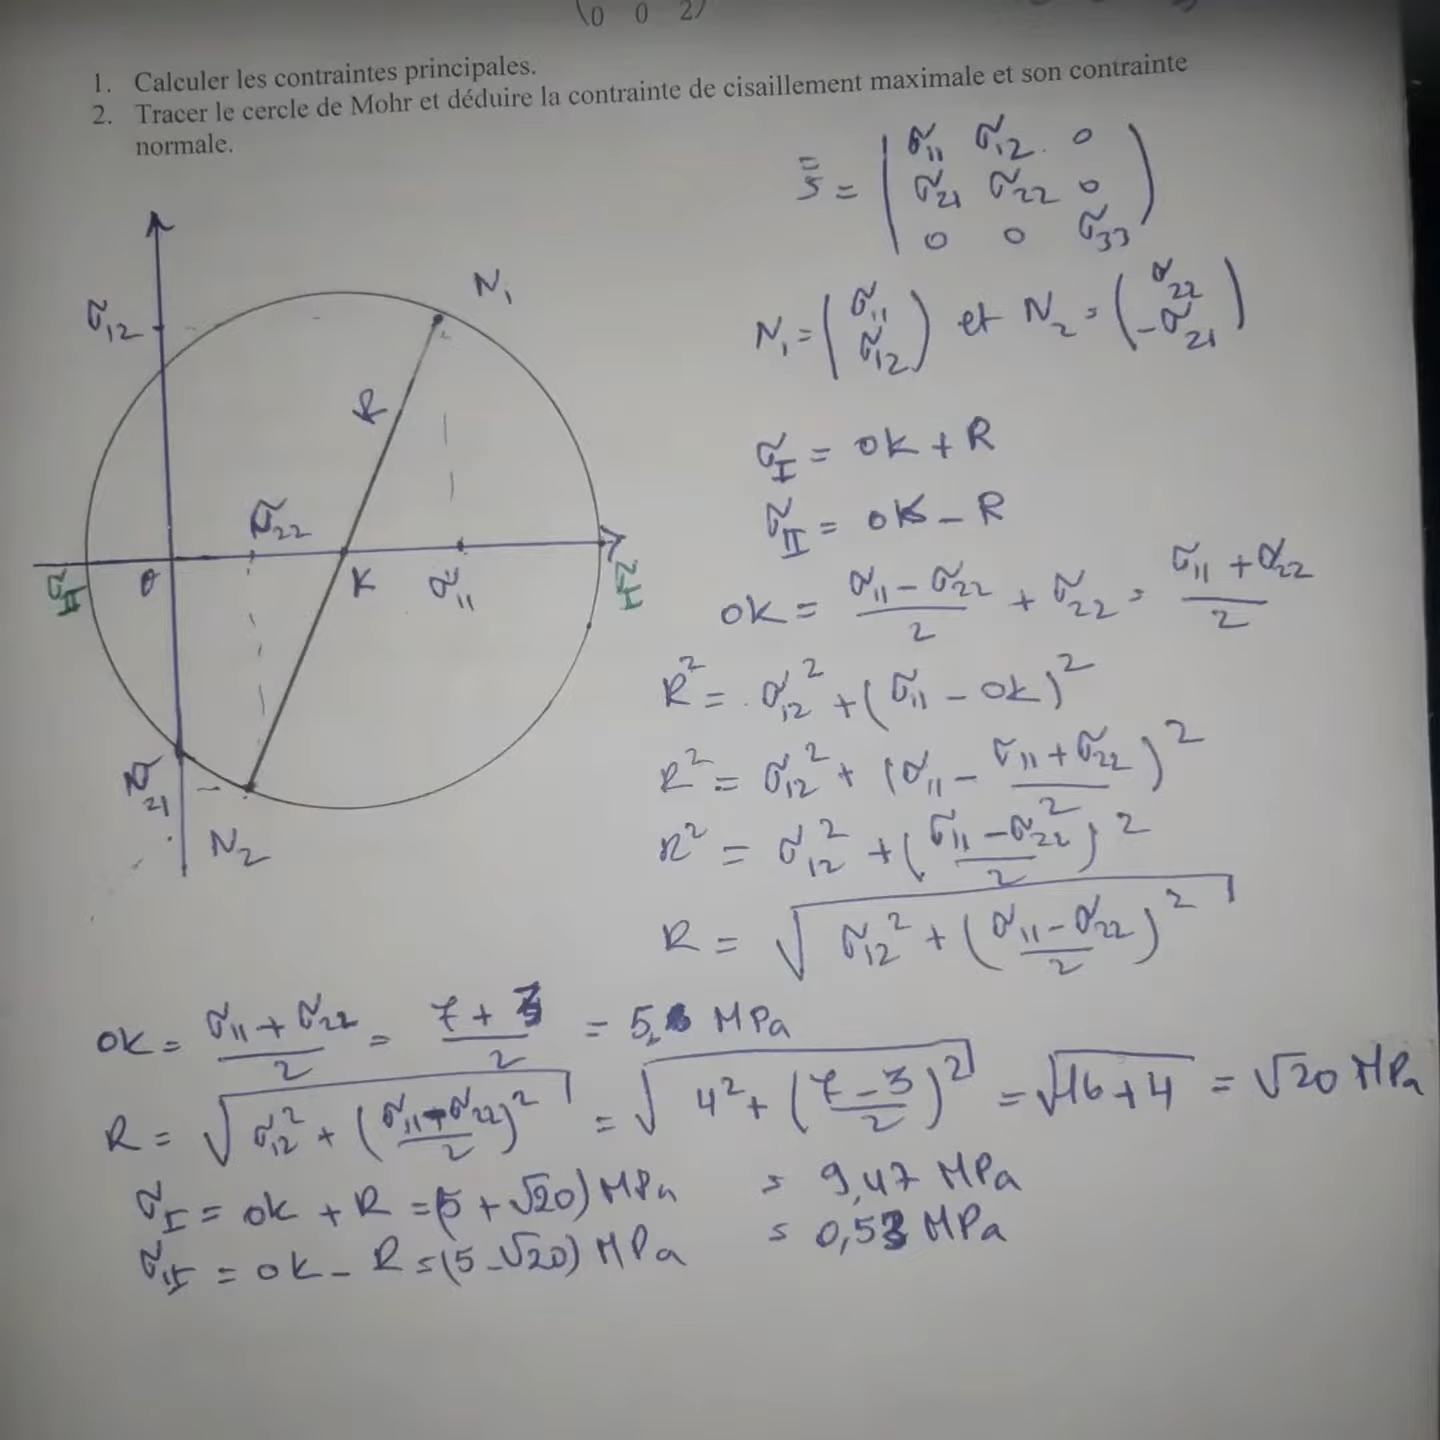 (0 0 2)
1. Calculer les contraintes principales.
2. Tracer le cercle de Mohr et déduire la contrainte de cisaillement maximale et son contrainte
normale.
S̿ = (σ11 σ12 0
σ21 σ22 0
0 0 σ33)
N1 = (σ11 σ12) et N2 = (σ22 -σ21)
N1
σ12
R
σ22
σII
O
K
σ11
σI
σ21
N2
σI = OK + R
σII = OK - R
OK = (σ11 - σ22)/2 + σ22 = (σ11 + σ22)/2
R² = σ12² + (σ11 - OK)²
R² = σ12² + (σ11 - (σ11 + σ22)/2)²
R² = σ12² + ((σ11 - σ22)/2)²
R = √(σ12² + ((σ11 - σ22)/2)²)
OK = (σ11 + σ22)/2 = (7 + 3)/2 = 5 MPa
R = √(σ12² + ((σ11 - σ22)/2)²) = √(4² + ((7 - 3)/2)²) = √(16 + 4) = √20 MPa
σI = OK + R = (5 + √20) MPa = 9,47 MPa
σII = OK - R = (5 - √20) MPa = 0,53 MPa